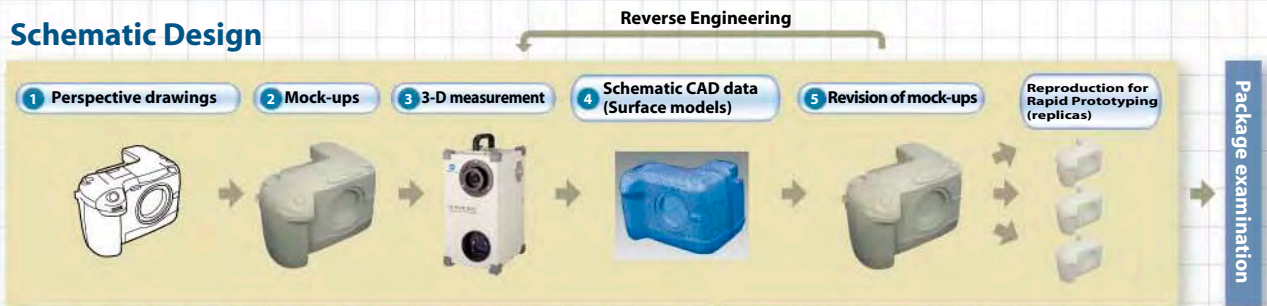 Reverse Engineering
Schematic Design
1 Perspective drawings
2 Mock-ups
3 3-D measurement
4 Schematic CAD data
(Surface models)
5 Revision of mock-ups
Reproduction for
Rapid Prototyping
(replicas)
Package examination